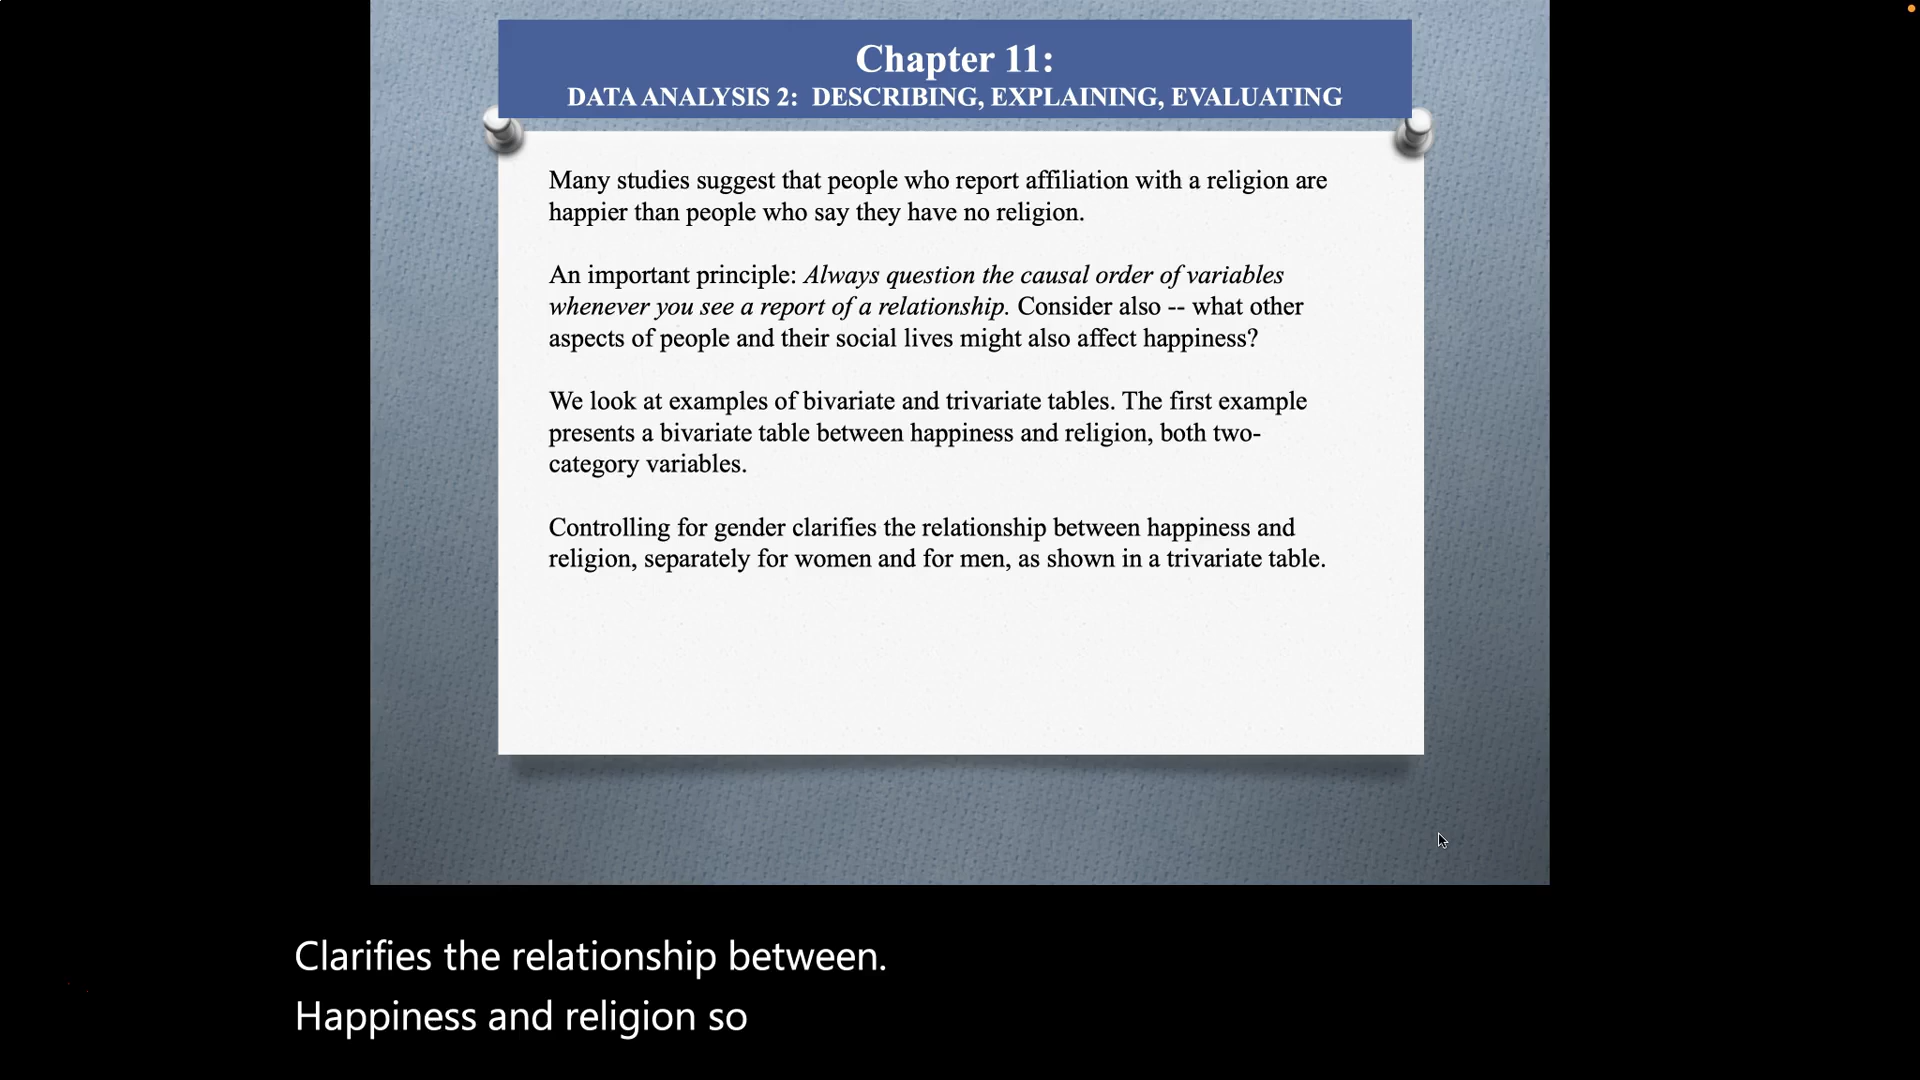 Chapter 11:
DATA ANALYSIS 2: DESCRIBING, EXPLAINING, EVALUATING
Many studies suggest that people who report affiliation with a religion are
happier than people who say they have no religion.
An important principle: Always question the causal order of variables
whenever you see a report of a relationship. Consider also -- what other
aspects of people and their social lives might also affect happiness?
We look at examples of bivariate and trivariate tables. The first example
presents a bivariate table between happiness and religion, both two-
category variables.
Controlling for gender clarifies the relationship between happiness and
religion, separately for women and for men, as shown in a trivariate table.
Clarifies the relationship between.
Happiness and religion so